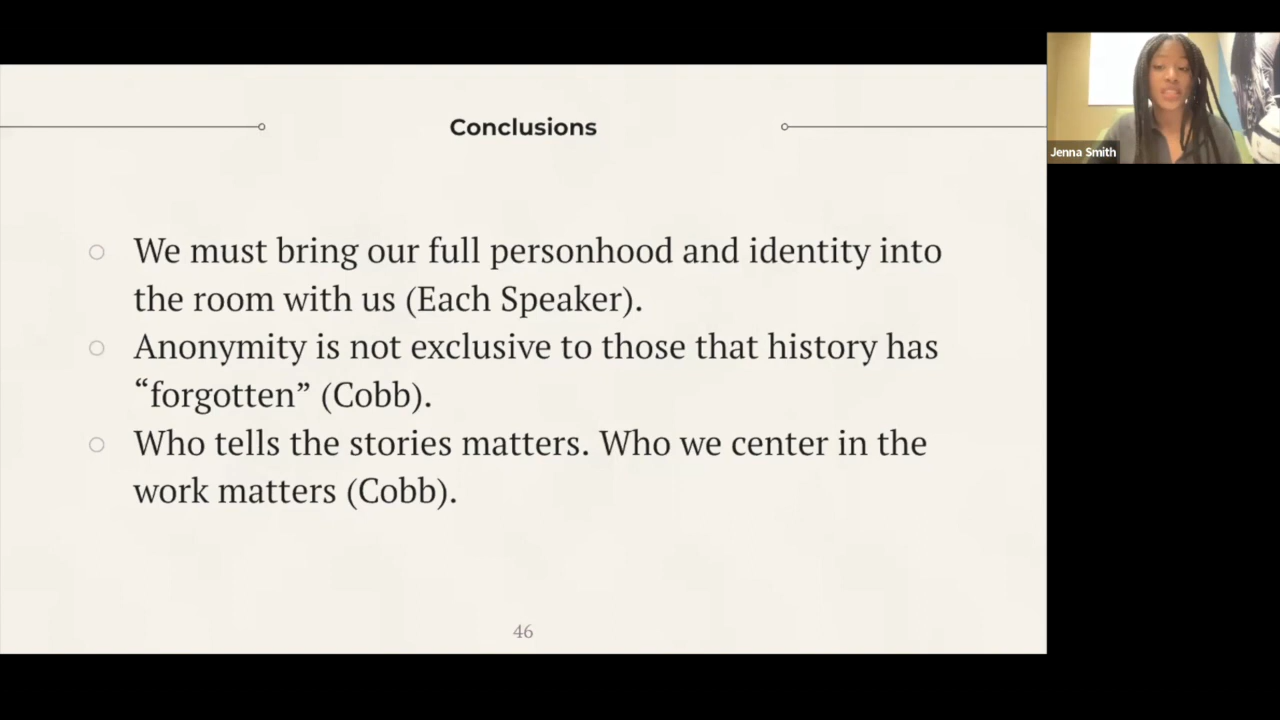 Conclusions
We must bring our full personhood and identity into
the room with us (Each Speaker).
Anonymity is not exclusive to those that history has
“forgotten” (Cobb).
Who tells the stories matters. Who we center in the
work matters (Cobb).
46
Jenna Smith